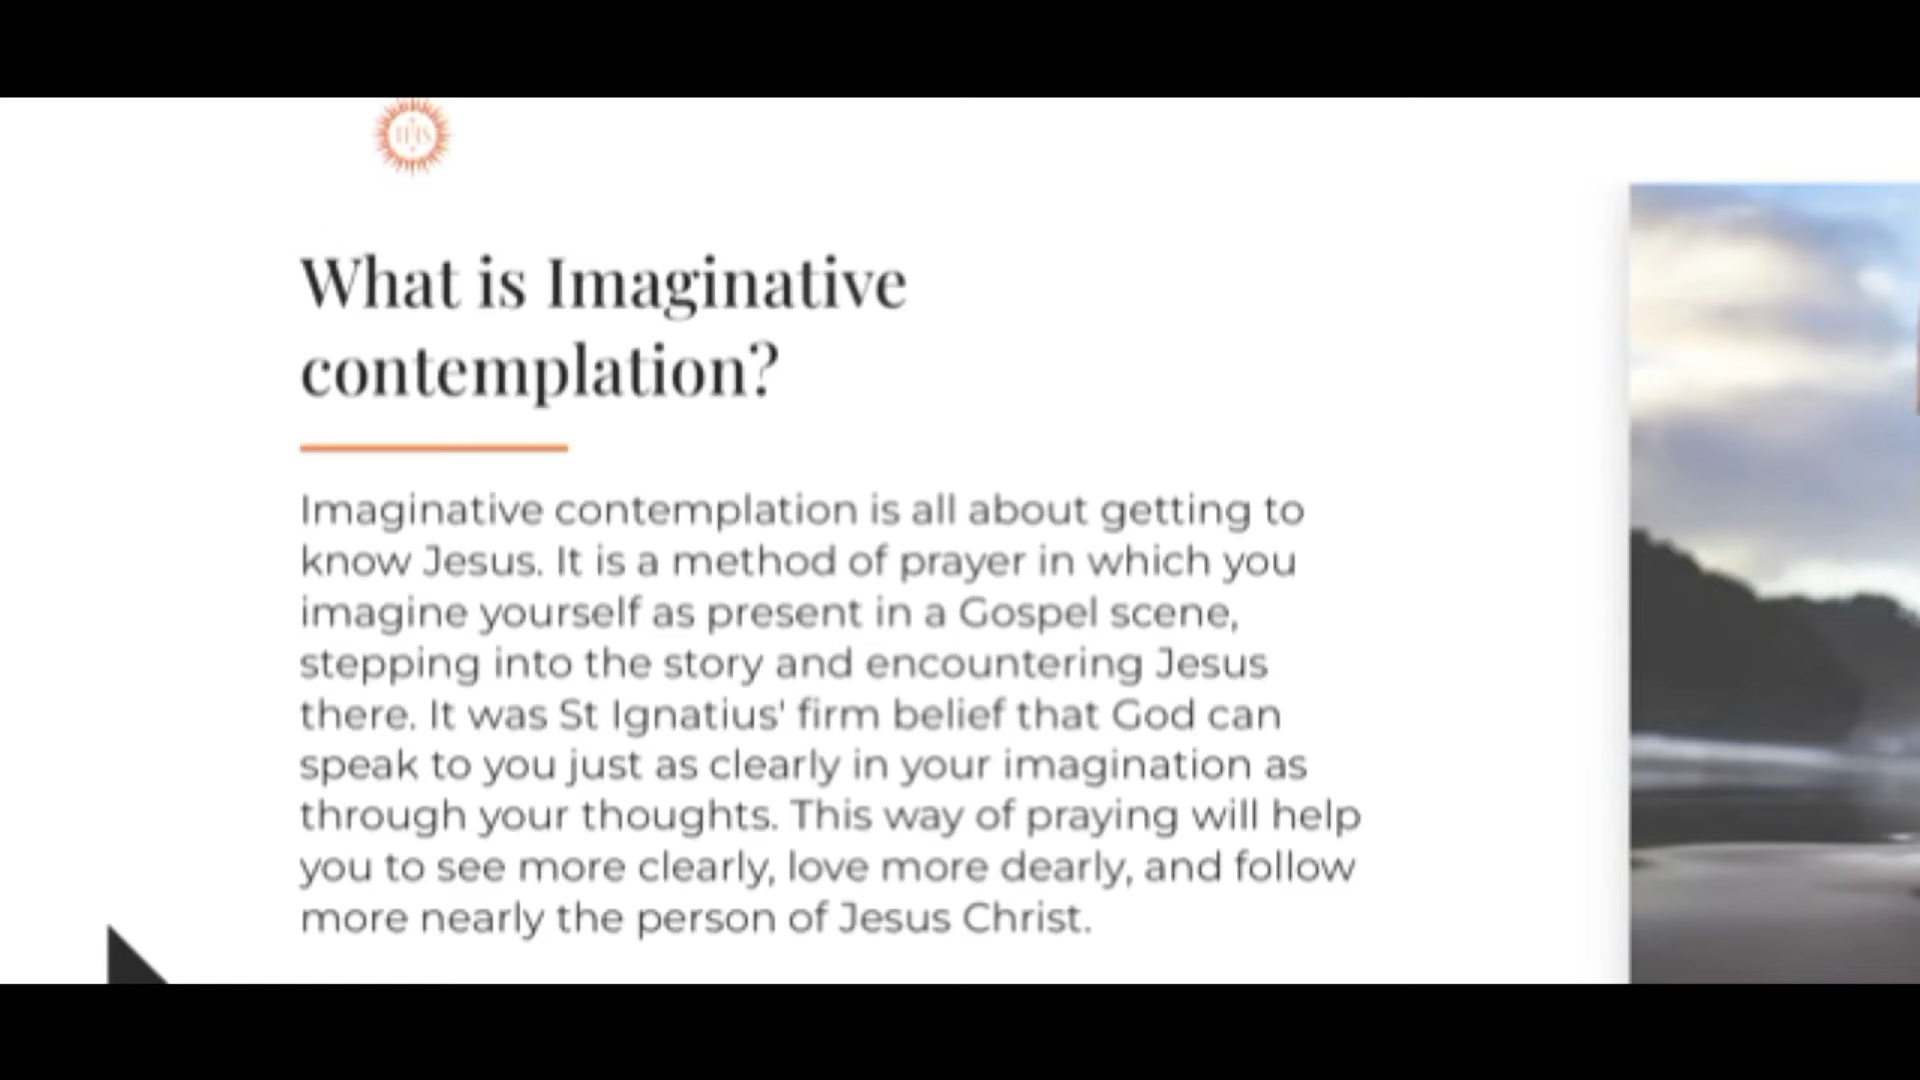 IHS
What is Imaginative
contemplation?
Imaginative contemplation is all about getting to
know Jesus. It is a method of prayer in which you
imagine yourself as present in a Gospel scene,
stepping into the story and encountering Jesus
there. It was St Ignatius' firm belief that God can
speak to you just as clearly in your imagination as
through your thoughts. This way of praying will help
you to see more clearly, love more dearly, and follow
more nearly the person of Jesus Christ.